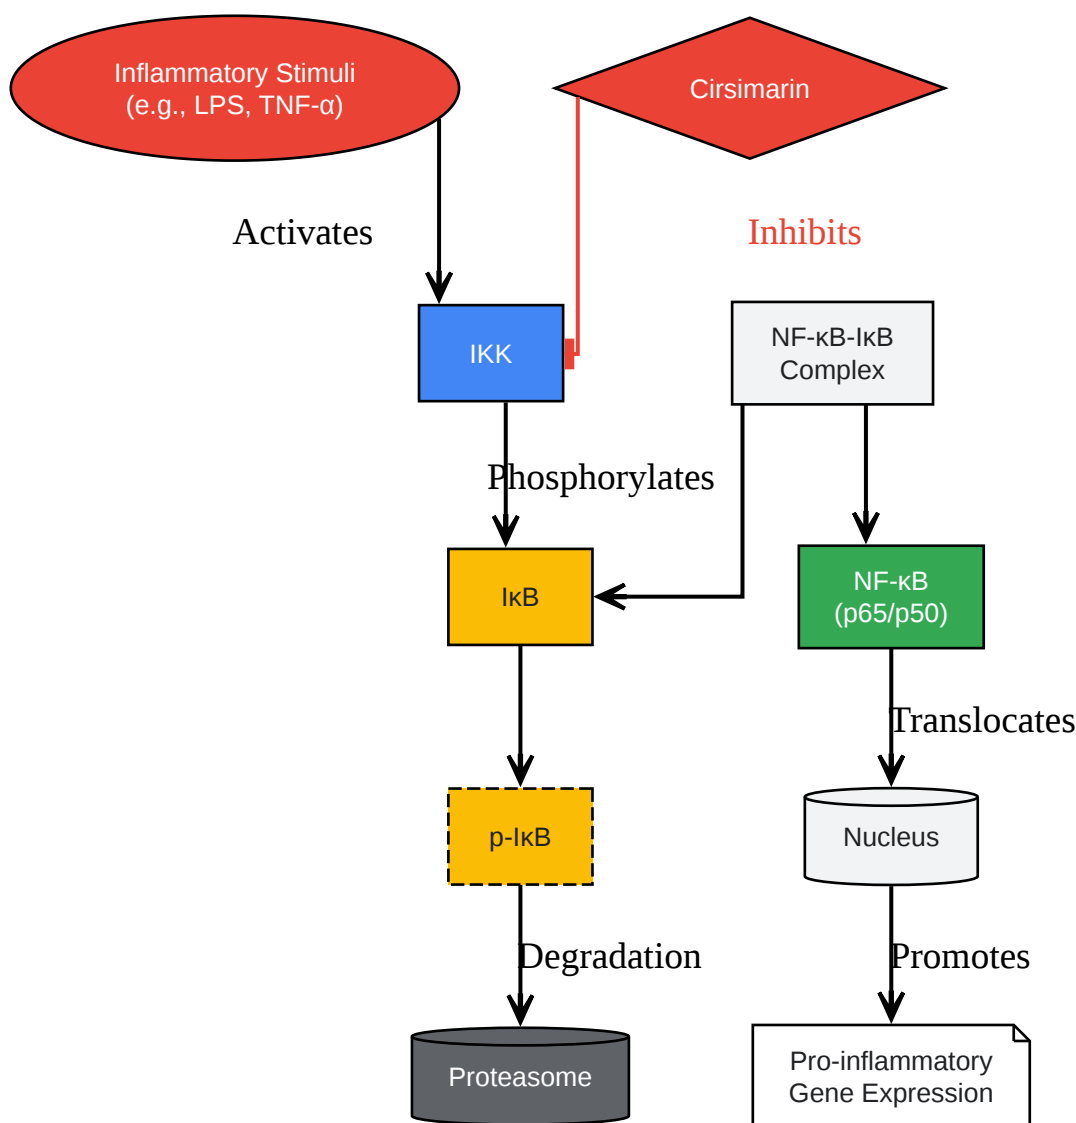 Inflammatory Stimuli
(e.g., LPS, TNF-α)
Cirsimarin
Activates
Inhibits
IKK
NF-κB-IκB
Complex
Phosphorylates
IκB
NF-κB
(p65/p50)
Translocates
p-IκB
Nucleus
Degradation
Promotes
Proteasome
Pro-inflammatory
Gene Expression